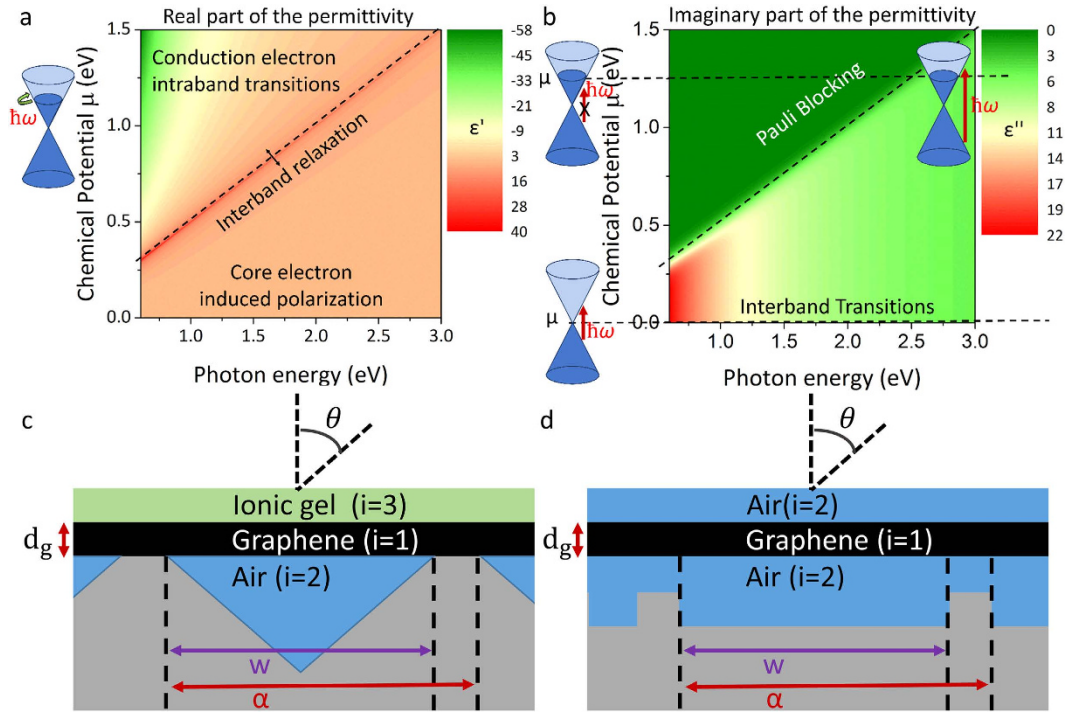 a
Real part of the permittivity
Chemical Potential μ (eV)
1.5
1.0
0.5
0.0
1.0
1.5
2.0
2.5
3.0
Photon energy (eV)
Conduction electron
intraband transitions
Interband relaxation
Core electron
induced polarization
ħω
-58
-45
-33
-21
-9
3
16
28
40
ε'
b
Imaginary part of the permittivity
Chemical Potential μ (eV)
1.5
1.0
0.5
0.0
1.0
1.5
2.0
2.5
3.0
Photon energy (eV)
Pauli Blocking
Interband Transitions
μ
ħω
X
μ
ħω
ħω
0
3
6
8
11
14
17
19
22
ε''
c
θ
Ionic gel (i=3)
Graphene (i=1)
Air (i=2)
dg
w
α
d
θ
Air(i=2)
Graphene (i=1)
Air (i=2)
dg
w
α